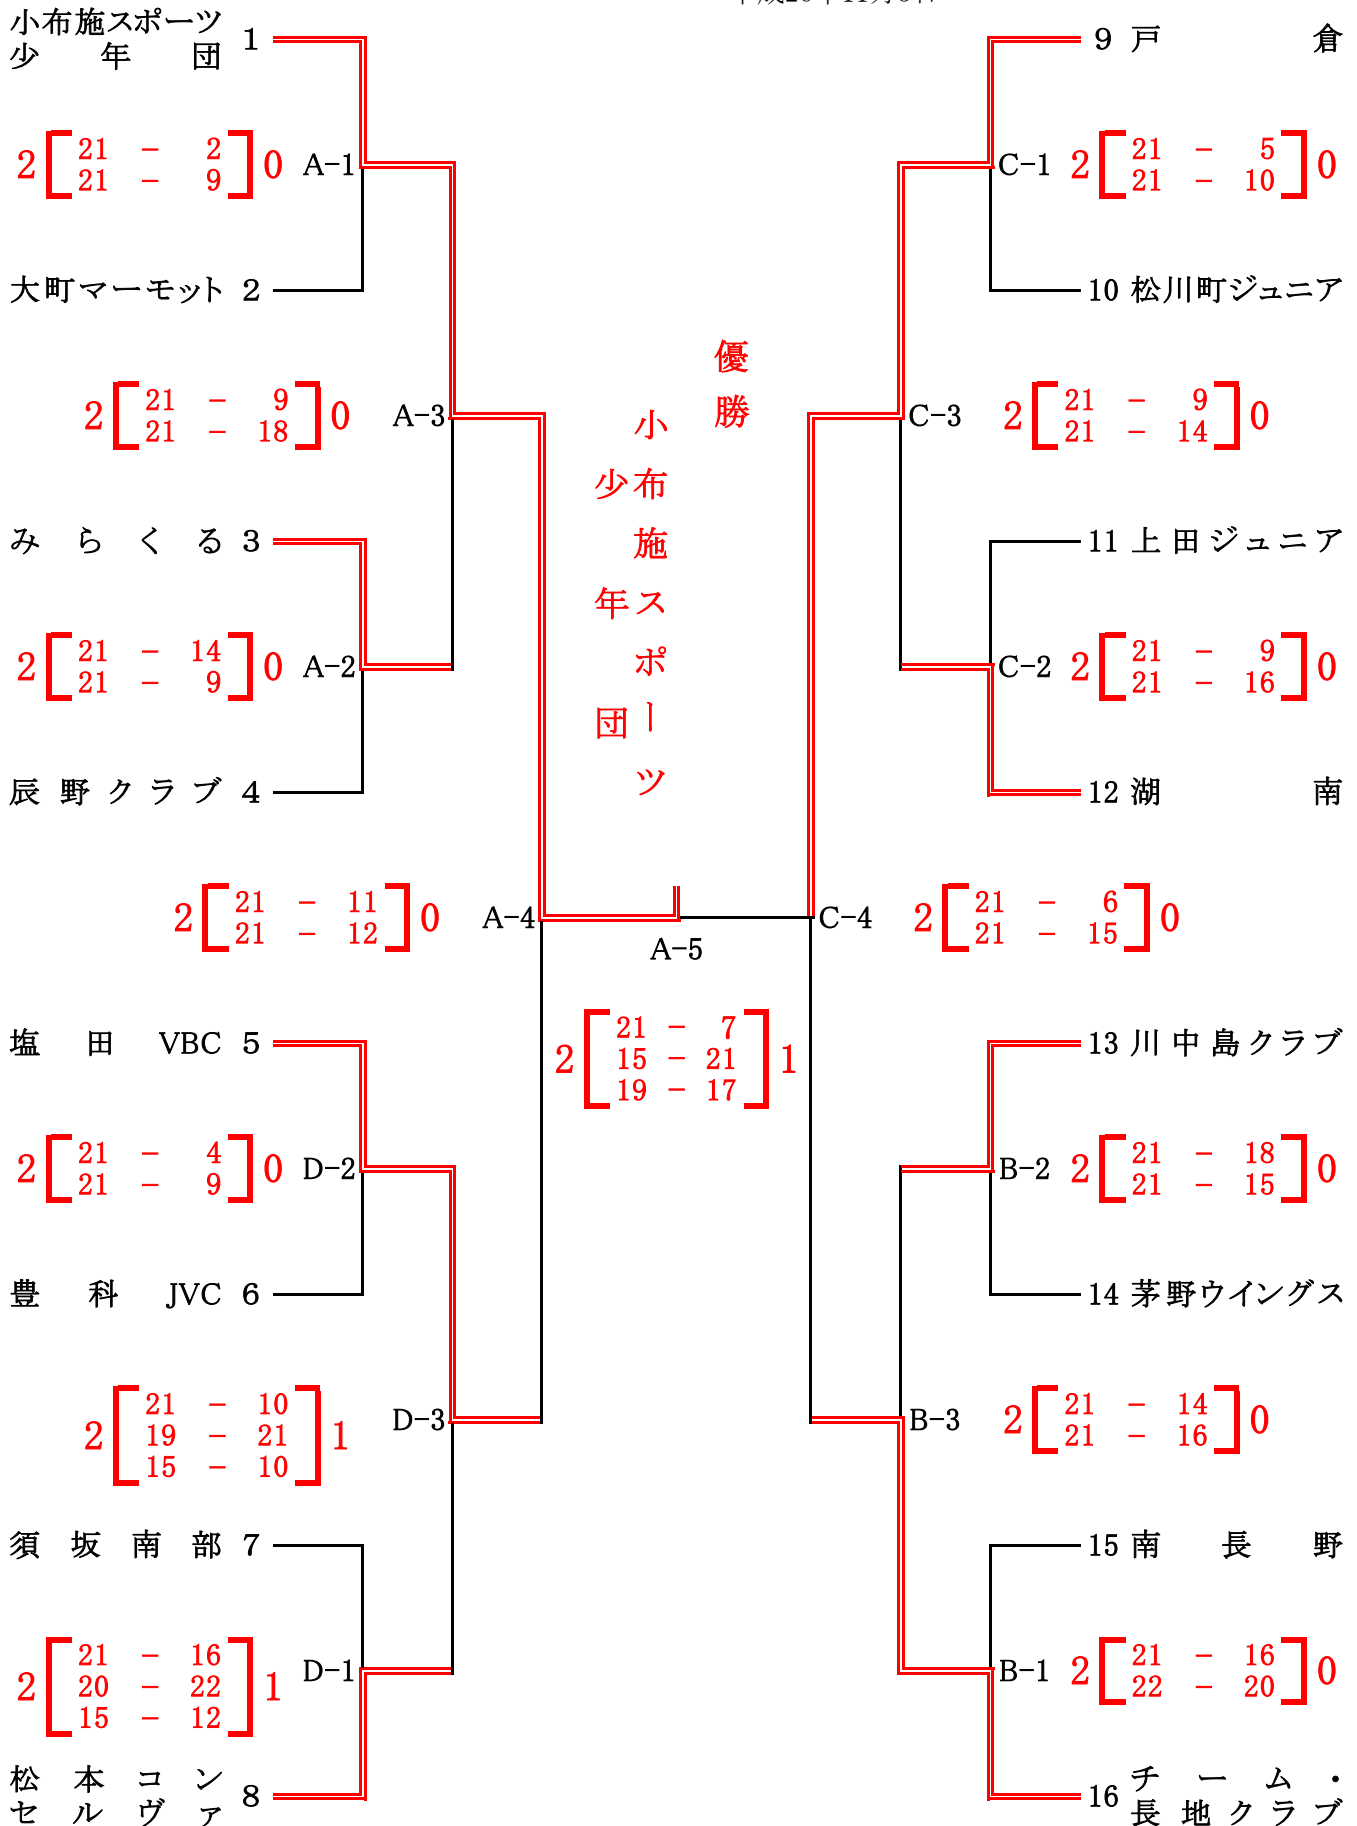 小布施スポーツ
少年団 1
2 21 - 2 0
21 - 9
A-1
大町マーモット 2
2 21 - 9 0
21 - 18
A-3
みらくる 3
2 21 - 14 0
21 - 9
A-2
辰野クラブ 4
2 21 - 11 0
21 - 12
A-4
塩田VBC 5
2 21 - 4 0
21 - 9
D-2
豊科JVC 6
2 21 - 10 1
19 - 21
15 - 10
D-3
須坂南部 7
2 21 - 16 1
20 - 22
15 - 12
D-1
松本コン
セルヴァ 8
優勝
小布施スポーツ
少年団
A-5
2 21 - 7 1
15 - 21
19 - 17
9 戸倉
C-1
2 21 - 5 0
21 - 10
10 松川町ジュニア
C-3
2 21 - 9 0
21 - 14
11 上田ジュニア
C-2
2 21 - 9 0
21 - 16
12 湖南
C-4
2 21 - 6 0
21 - 15
13 川中島クラブ
B-2
2 21 - 18 0
21 - 15
14 茅野ウイングス
B-3
2 21 - 14 0
21 - 16
15 南長野
B-1
2 21 - 16 0
22 - 20
16 チーム・
長地クラブ